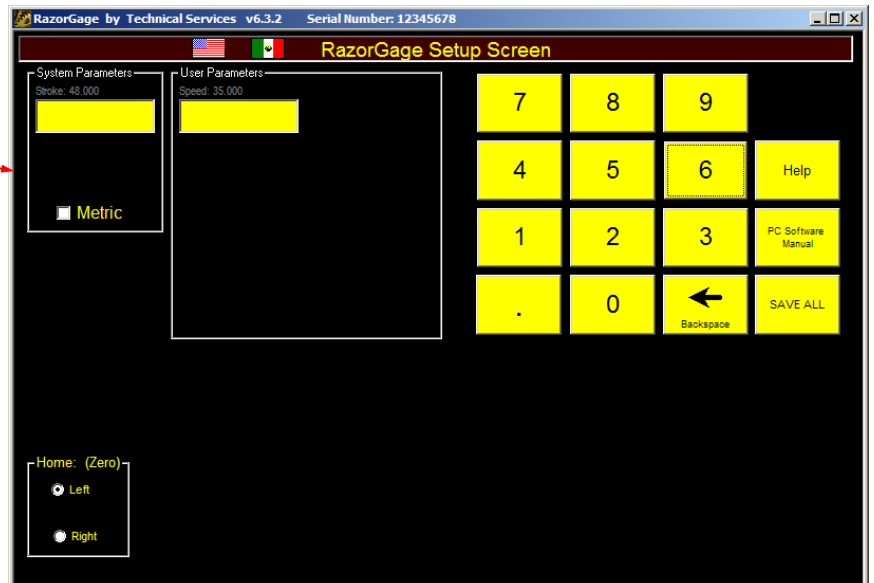 RazorGage by Technical Services v6.3.2 Serial Number: 12345678
RazorGage Setup Screen
System Parameters
Stroke: 48.000
Metric
User Parameters
Speed: 35.000
7 8 9
4 5 6 Help
1 2 3 PC Software
Manual
. 0 Backspace SAVE ALL
Home: (Zero)
Left
Right